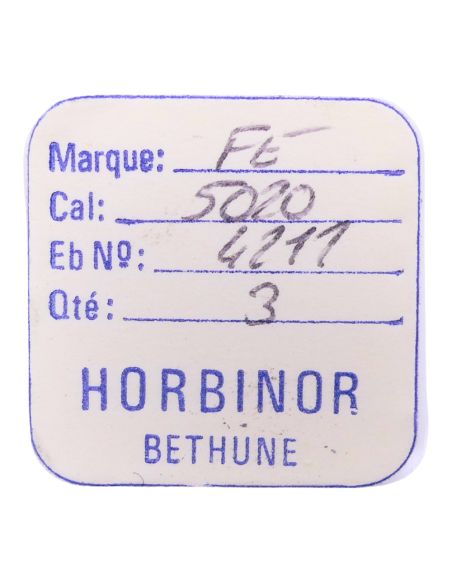 Marque: FE
Cal: 5020
Eb Nº: 4211
Qté: 3
HORBINOR
BETHUNE